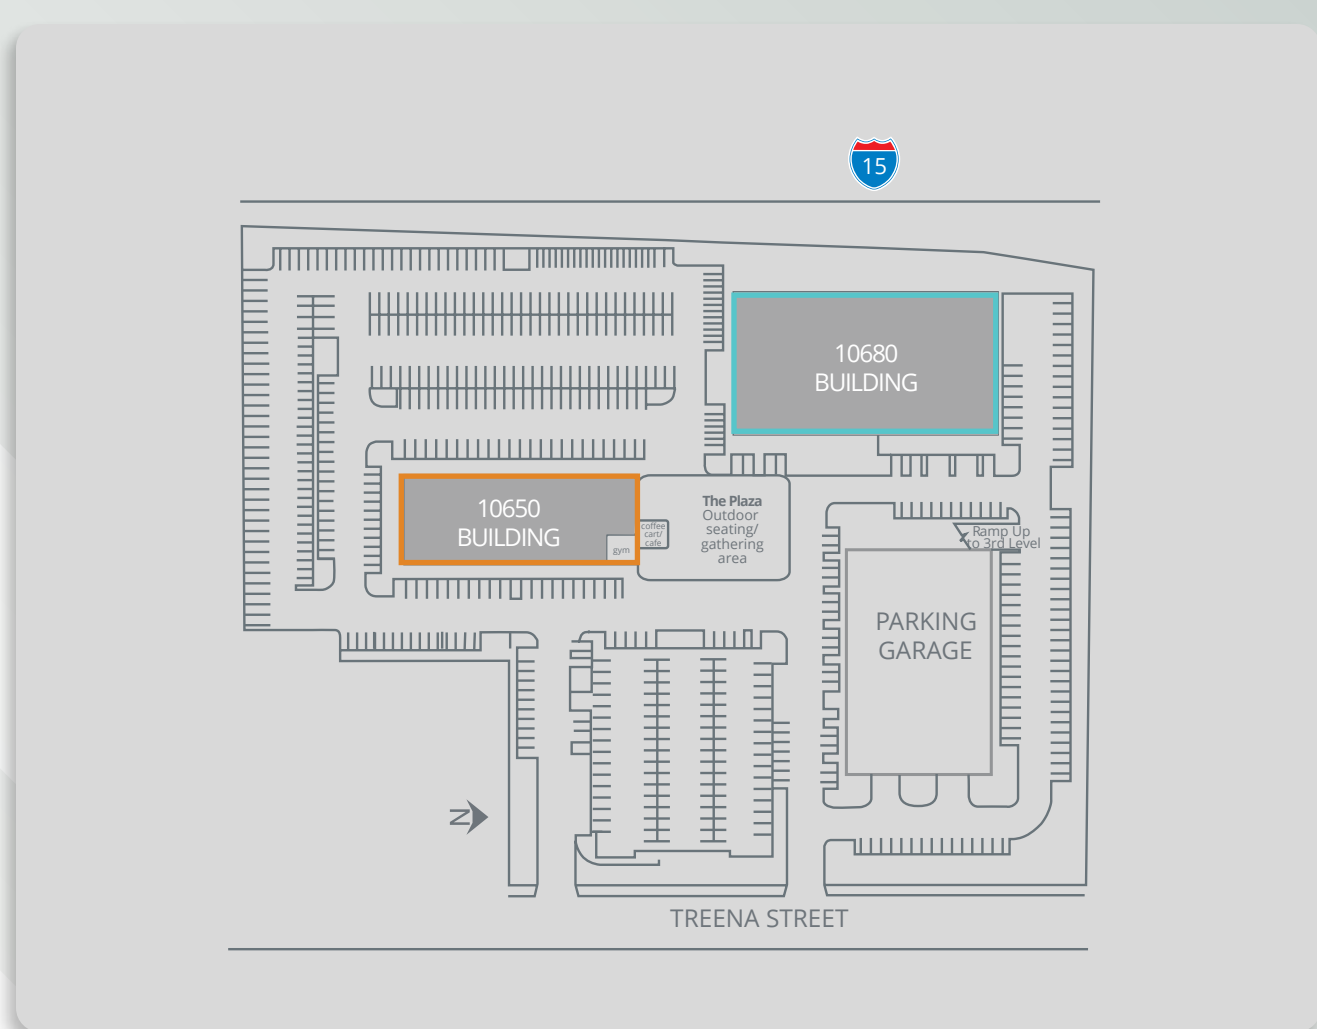 15
10680
BUILDING
10650
BUILDING
gym
coffee
cart/
cafe
The Plaza
Outdoor
seating/
gathering
area
Ramp Up
to 3rd Level
PARKING
GARAGE
N
TREENA STREET